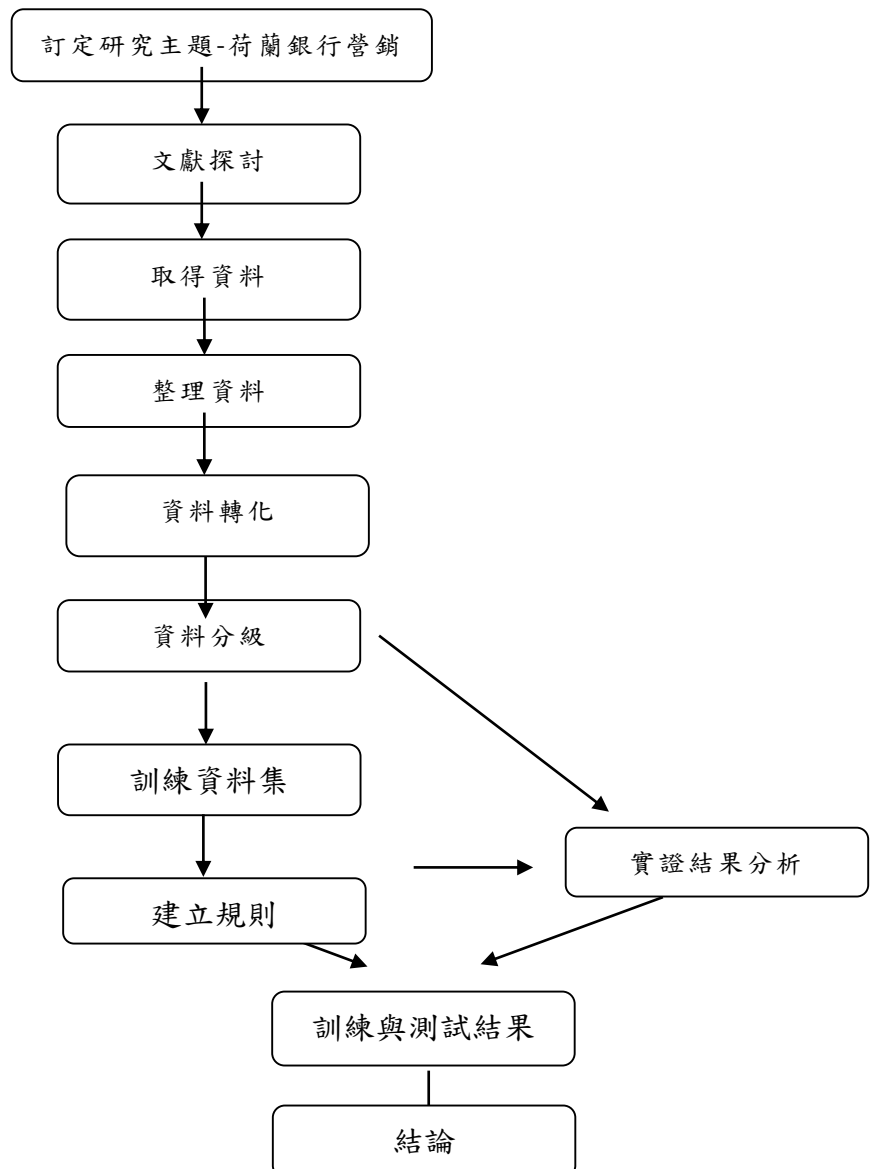 訂定研究主題-荷蘭銀行營銷
文獻探討
取得資料
整理資料
資料轉化
資料分級
訓練資料集
實證結果分析
建立規則
訓練與測試結果
結論